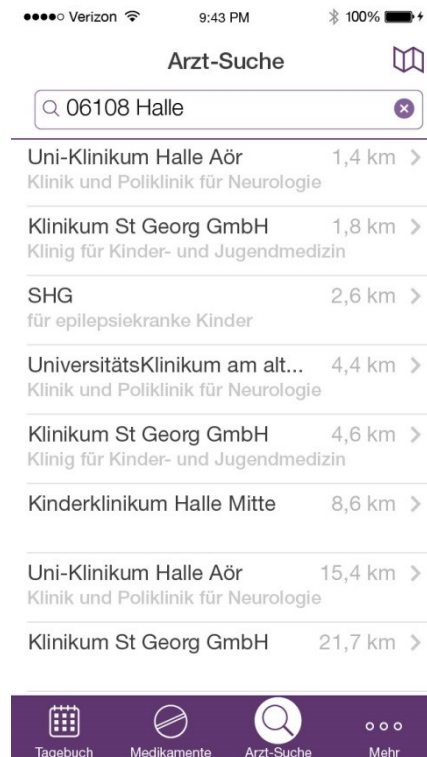 Verizon 9:43 PM 100%
Arzt-Suche
06108 Halle
Uni-Klinikum Halle Aör 1,4 km
Klinik und Poliklinik für Neurologie
Klinikum St Georg GmbH 1,8 km
Klinig für Kinder- und Jugendmedizin
SHG 2,6 km
für epilepsiekranke Kinder
UniversitätsKlinikum am alt... 4,4 km
Klinik und Poliklinik für Neurologie
Klinikum St Georg GmbH 4,6 km
Klinig für Kinder- und Jugendmedizin
Kinderklinikum Halle Mitte 8,6 km
Uni-Klinikum Halle Aör 15,4 km
Klinik und Poliklinik für Neurologie
Klinikum St Georg GmbH 21,7 km
Tagebuch Medikamente Arzt-Suche Mehr